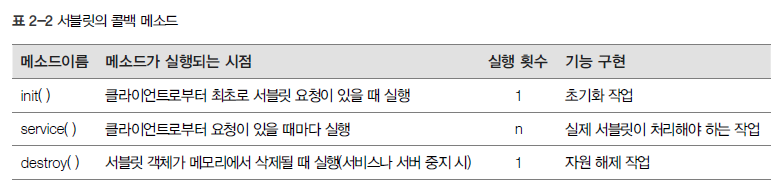 표 2-2 서블릿의 콜백 메소드
메소드이름 메소드가 실행되는 시점 실행 횟수 기능 구현
init( ) 클라이언트로부터 최초로 서블릿 요청이 있을 때 실행 1 초기화 작업
service( ) 클라이언트로부터 요청이 있을 때마다 실행 n 실제 서블릿이 처리해야 하는 작업
destroy( ) 서블릿 객체가 메모리에서 삭제될 때 실행(서비스나 서버 중지 시) 1 자원 해제 작업